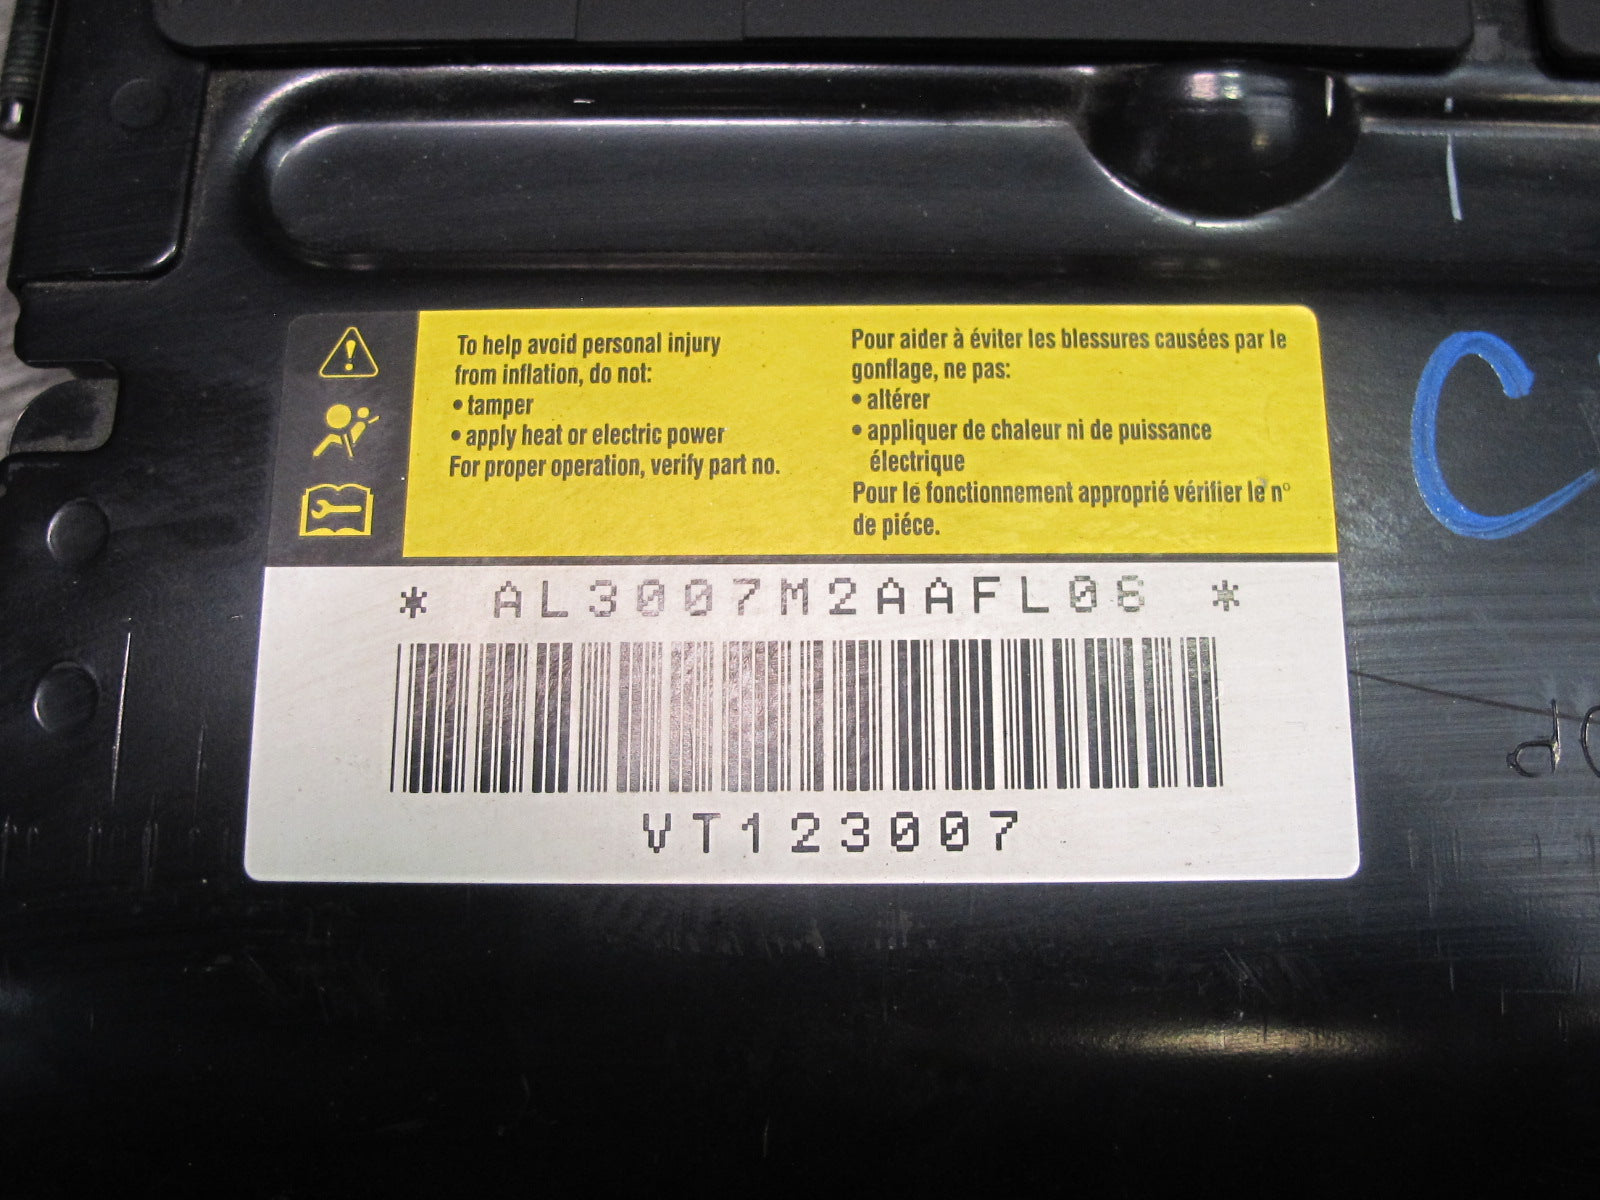 To help avoid personal injury
from inflation, do not:
• tamper
• apply heat or electric power
For proper operation, verify part no.
Pour aider à éviter les blessures causées par le
gonflage, ne pas:
• altérer
• appliquer de chaleur ni de puissance
électrique
Pour le fonctionnement approprié vérifier le n°
de piéce.
* AL3007M2AAFL06 *
VT123007
C